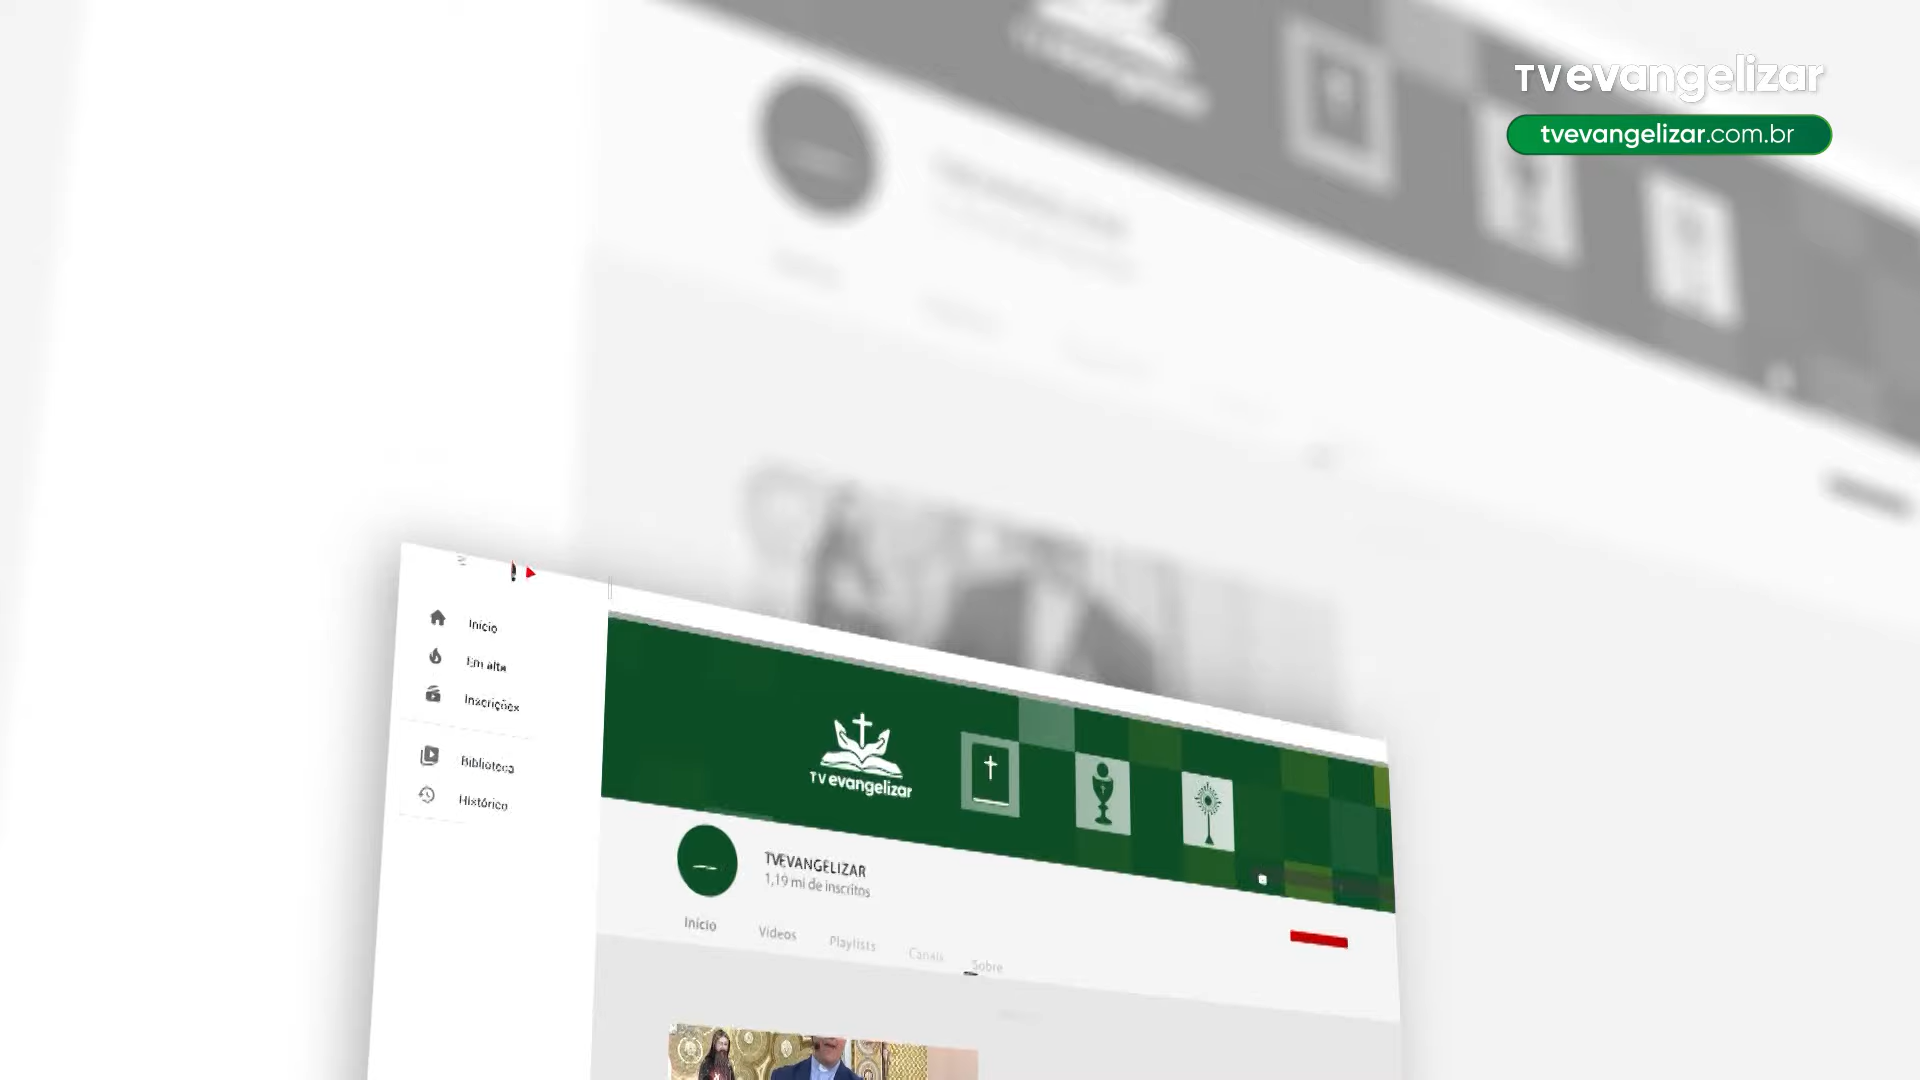 TVevangelizar
tvevangelizar.com.br
Início
Em alta
Inscrições
Biblioteca
Histórico
TV evangelizar
TVEVANGELIZAR
1,19 mi de inscritos
Início
Vídeos
Playlists
Canais
Sobre